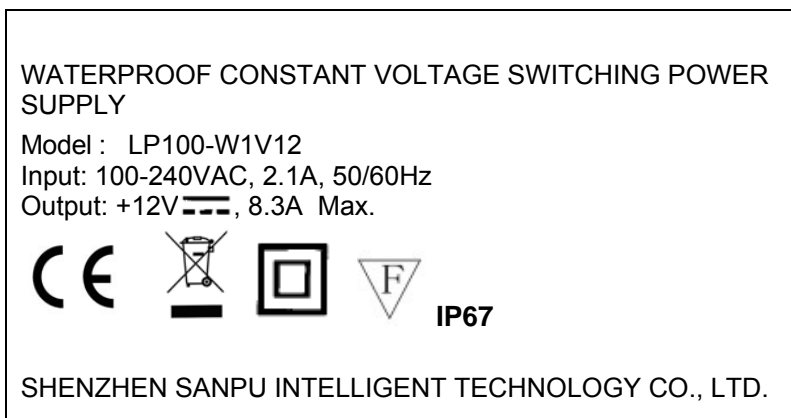 WATERPROOF CONSTANT VOLTAGE SWITCHING POWER
SUPPLY
Model : LP100-W1V12
Input: 100-240VAC, 2.1A, 50/60Hz
Output: +12V⎓, 8.3A Max.
CE F IP67
SHENZHEN SANPU INTELLIGENT TECHNOLOGY CO., LTD.